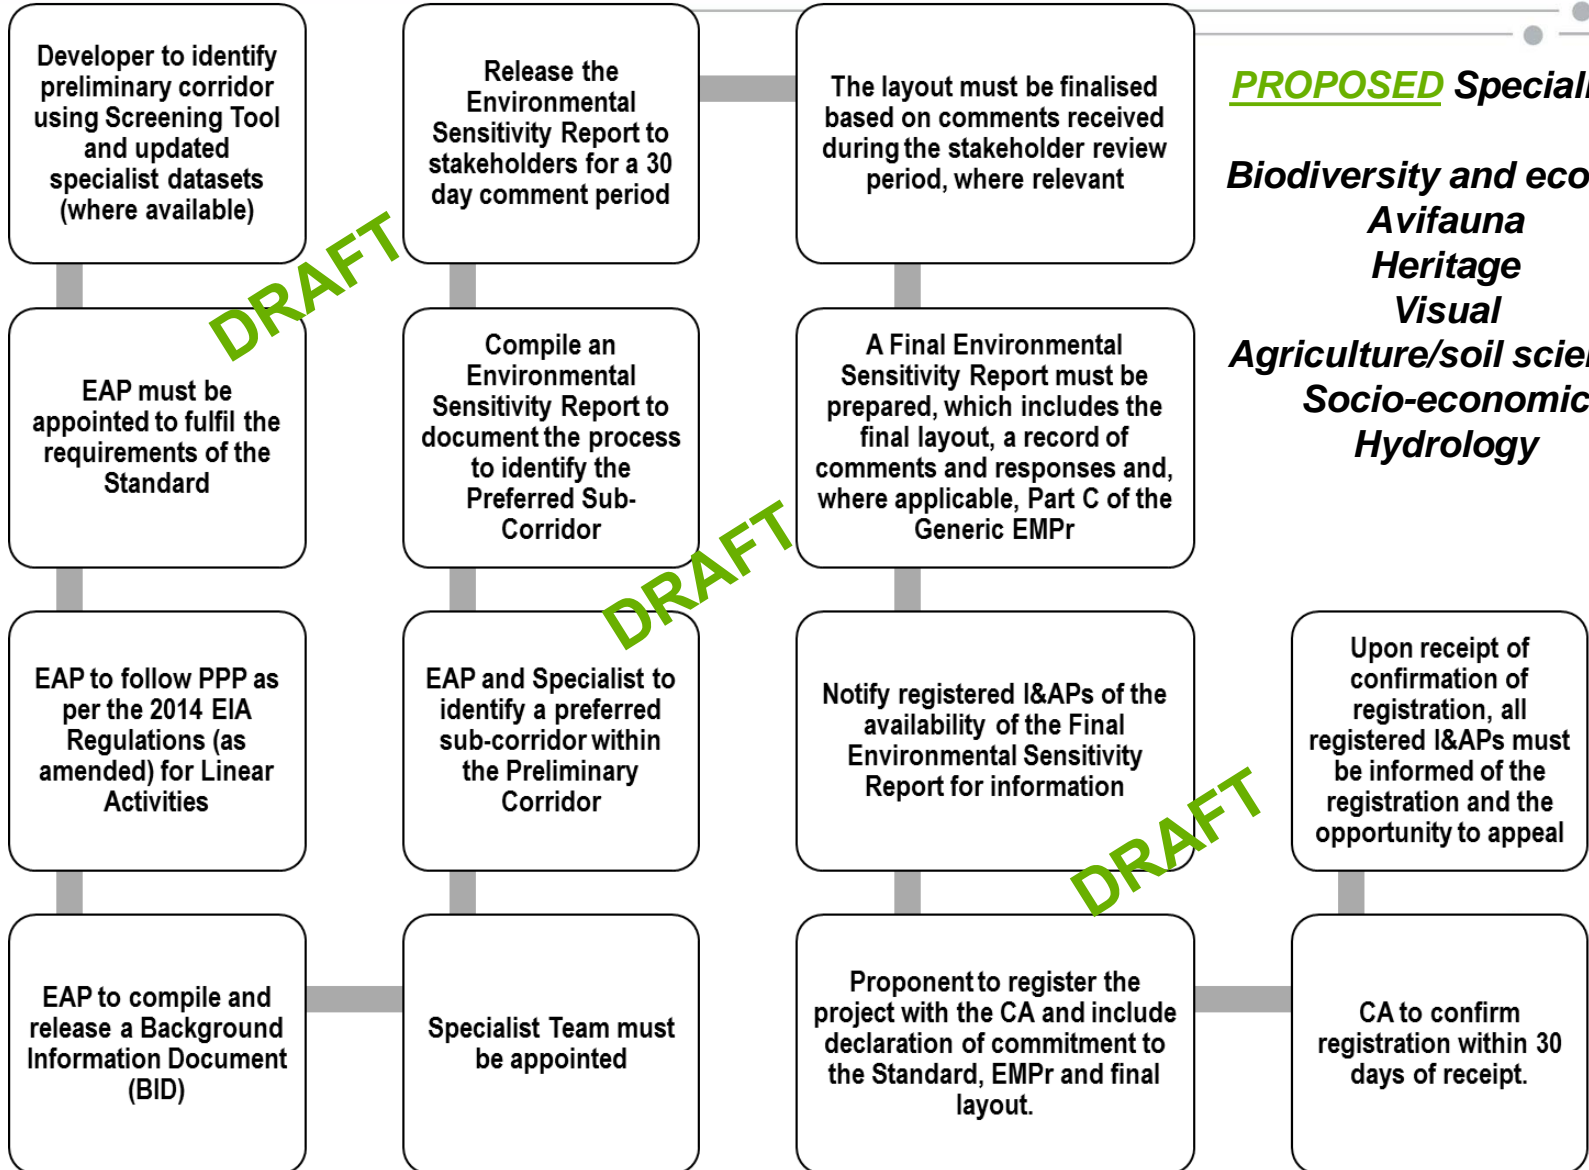 Developer to identify
preliminary corridor
using Screening Tool
and updated
specialist datasets
(where available)
EAP must be
appointed to fulfil the
requirements of the
Standard
EAP to follow PPP as
per the 2014 EIA
Regulations (as
amended) for Linear
Activities
EAP to compile and
release a Background
Information Document
(BID)
Specialist Team must
be appointed
EAP and Specialist to
identify a preferred
sub-corridor within
the Preliminary
Corridor
Compile an
Environmental
Sensitivity Report to
document the process
to identify the
Preferred Sub-
Corridor
Release the
Environmental
Sensitivity Report to
stakeholders for a 30
day comment period
The layout must be finalised
based on comments received
during the stakeholder review
period, where relevant
A Final Environmental
Sensitivity Report must be
prepared, which includes the
final layout, a record of
comments and responses and,
where applicable, Part C of the
Generic EMPr
Notify registered I&APs of the
availability of the Final
Environmental Sensitivity
Report for information
Proponent to register the
project with the CA and include
declaration of commitment to
the Standard, EMPr and final
layout.
CA to confirm
registration within 30
days of receipt.
Upon receipt of
confirmation of
registration, all
registered I&APs must
be informed of the
registration and the
opportunity to appeal
PROPOSED Speciali
Biodiversity and eco
Avifauna
Heritage
Visual
Agriculture/soil scie
Socio-economic
Hydrology
DRAFT
DRAFT
DRAFT